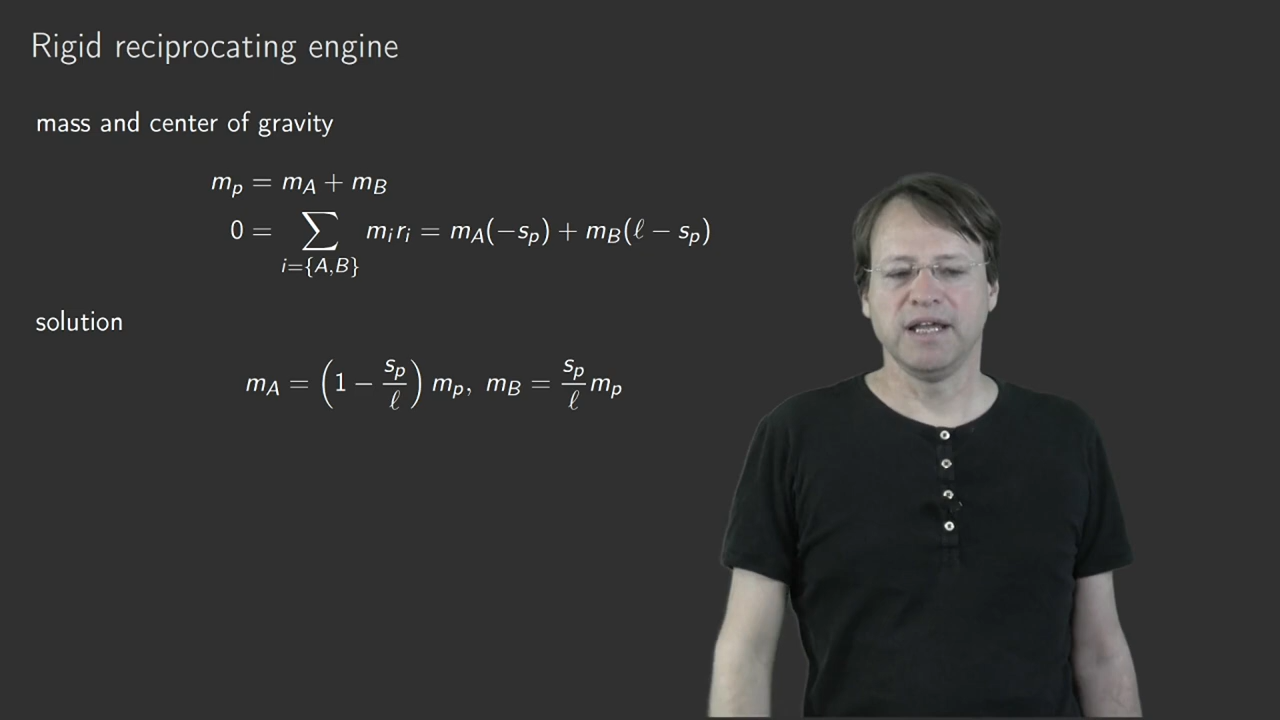 Rigid reciprocating engine
mass and center of gravity
m_p = m_A + m_B
0 = ∑_{i={A,B}} m_i r_i = m_A(−s_p) + m_B(ℓ − s_p)
solution
m_A = (1 − s_p/ℓ) m_p, m_B = s_p/ℓ m_p